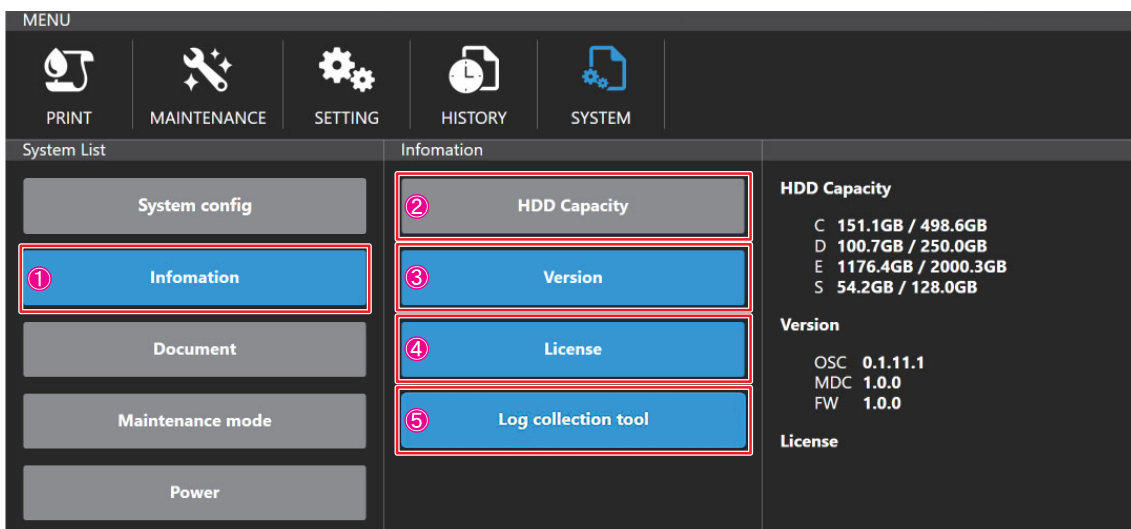 MENU
PRINT
MAINTENANCE
SETTING
HISTORY
SYSTEM
System List
System config
① Infomation
Document
Maintenance mode
Power
Infomation
② HDD Capacity
③ Version
④ License
⑤ Log collection tool
HDD Capacity
C 151.1GB / 498.6GB
D 100.7GB / 250.0GB
E 1176.4GB / 2000.3GB
S 54.2GB / 128.0GB
Version
OSC 0.1.11.1
MDC 1.0.0
FW 1.0.0
License